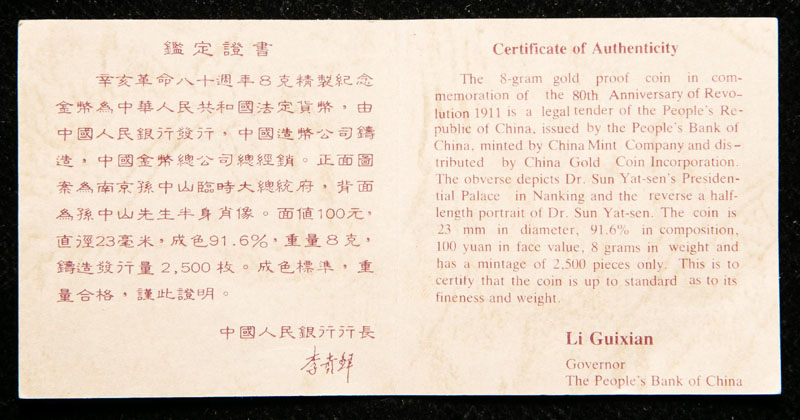 鑑定證書
辛亥革命八十週年8克精製紀念
金幣為中華人民共和國法定貨幣，由
中國人民銀行發行，中國造幣公司鑄
造，中國金幣總公司總經銷。正面圖
案為南京孫中山臨時大總統府，背面
為孫中山先生半身肖像。面値100元，
直徑23毫米，成色91.6%，重量8克，
鑄造發行量2,500枚。成色標準，重
量合格，謹此證明。
中國人民銀行行長
李貴鮮
Certificate of Authenticity
The 8-gram gold proof coin in com-
memoration of the 80th Anniversary of Revo-
lution 1911 is a legal tender of the People's Re-
public of China, issued by the People's Bank of
China, minted by China Mint Company and dis-
tributed by China Gold Coin Incorporation.
The obverse depicts Dr. Sun Yat-sen's Presiden-
tial Palace in Nanking and the reverse a half-
length portrait of Dr. Sun Yat-sen. The coin is
23 mm in diameter, 91.6% in composition,
100 yuan in face value, 8 grams in weight and
has a mintage of 2,500 pieces only. This is to
certify that the coin is up to standard as to its
fineness and weight.
Li Guixian
Governor
The People's Bank of China